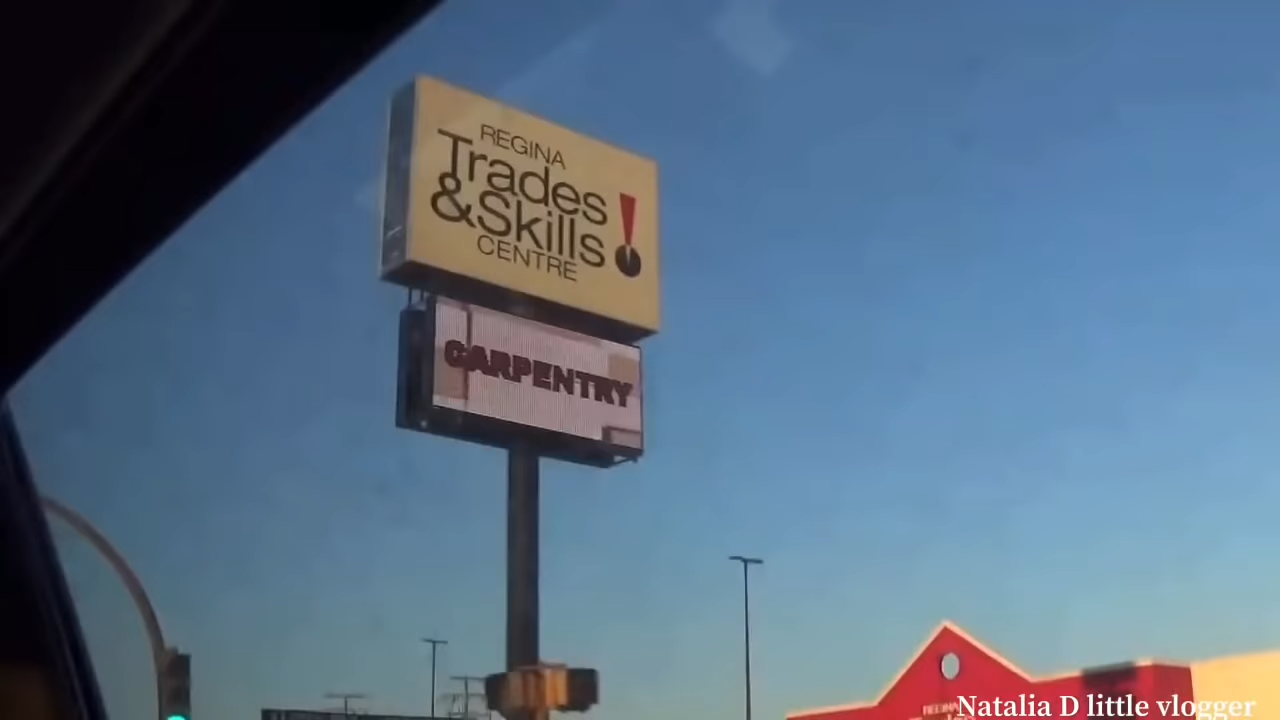 REGINA
Trades
&Skills!
CENTRE
CARPENTRY
Natalia D little vlogger